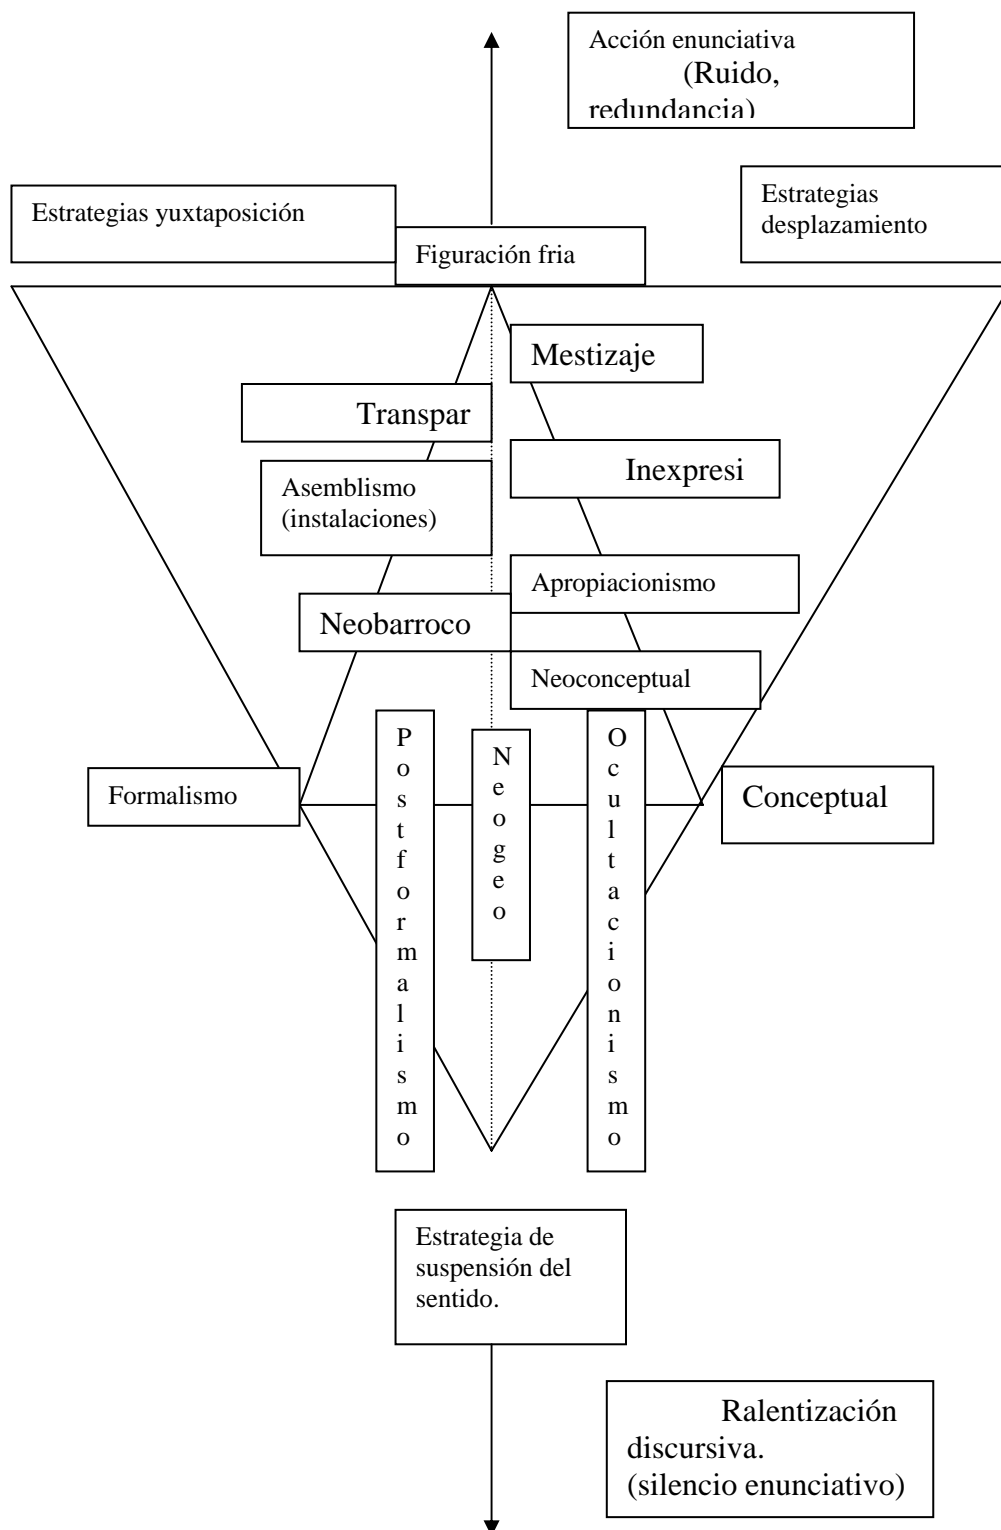 Acción enunciativa
(Ruido,
redundancia)
Estrategias yuxtaposición
Estrategias
desplazamiento
Figuración fria
Mestizaje
Transpar
Inexpresi
Asemblismo
(instalaciones)
Apropiacionismo
Neobarroco
Neoconceptual
Postformalismo
Neogeo
Ocultacionismo
Formalismo
Conceptual
Estrategia de
suspensión del
sentido.
Ralentización
discursiva.
(silencio enunciativo)